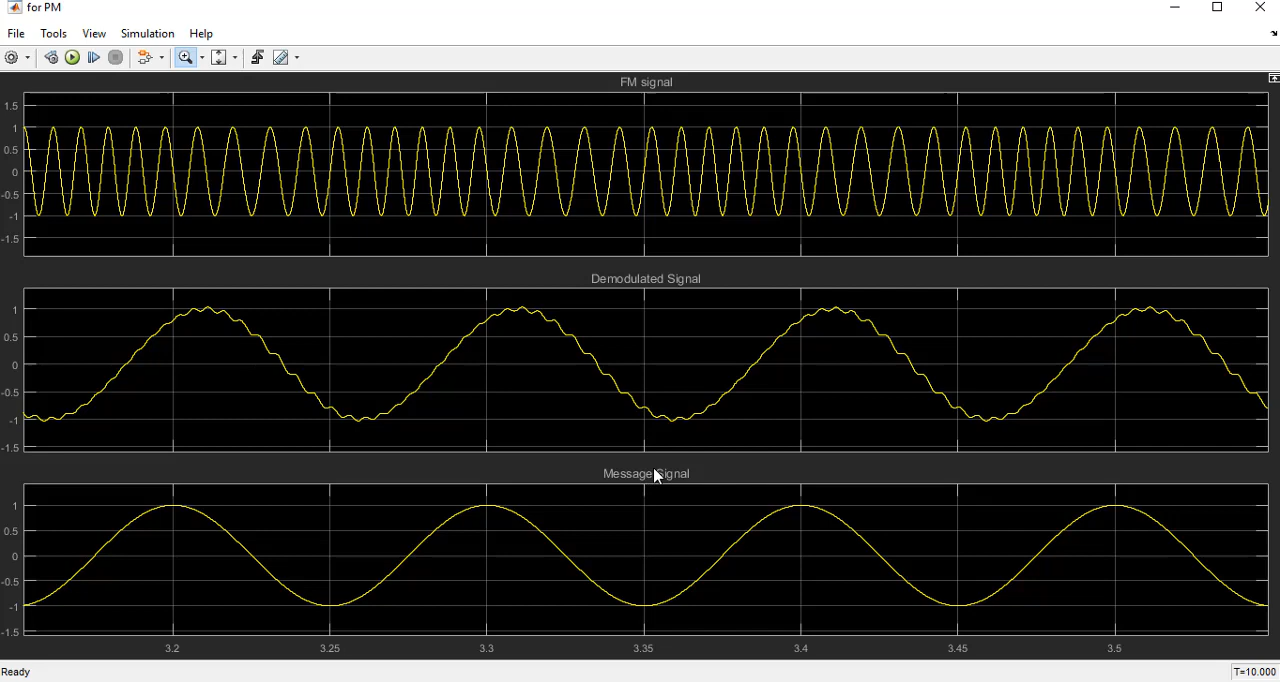 for PM
File Tools View Simulation Help
FM signal
1.5
1
0.5
0
-0.5
-1
-1.5
Demodulated Signal
1
0.5
0
-0.5
-1
-1.5
Message Signal
1
0.5
0
-0.5
-1
-1.5
3.2 3.25 3.3 3.35 3.4 3.45 3.5
Ready T=10.000